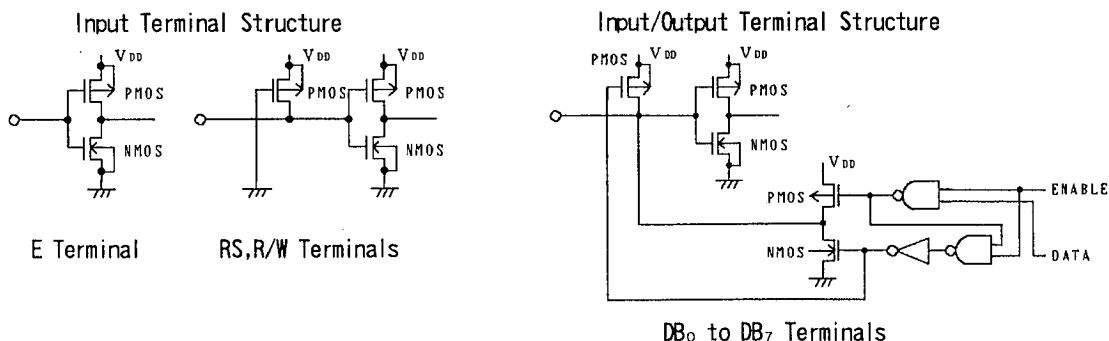 Input Terminal Structure
Input/Output Terminal Structure
VDD
PMOS
NMOS
E Terminal
VDD
PMOS
VDD
PMOS
NMOS
RS,R/W Terminals
PMOS
VDD
VDD
PMOS
NMOS
VDD
PMOS
NMOS
ENABLE
DATA
DB0 to DB7 Terminals